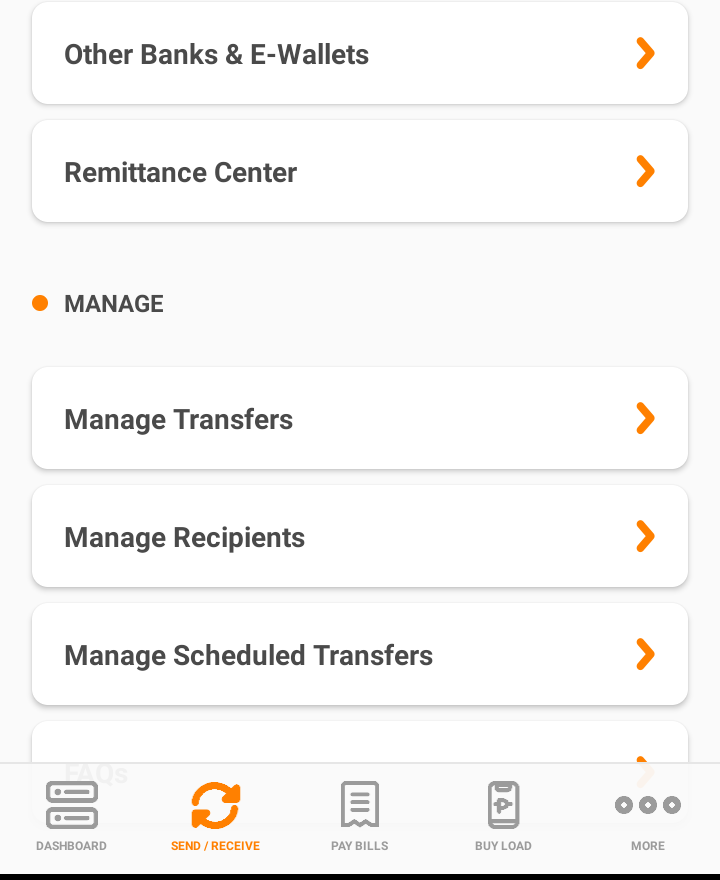 Other Banks & E-Wallets
Remittance Center
MANAGE
Manage Transfers
Manage Recipients
Manage Scheduled Transfers
FAQs
DASHBOARD
SEND / RECEIVE
PAY BILLS
BUY LOAD
MORE